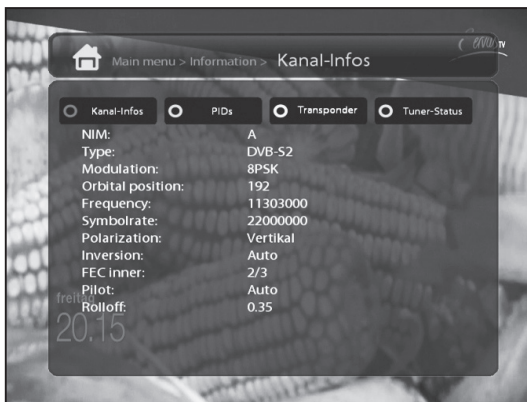 Main menu > Information > Kanal-Infos
Kanal-Infos PIDs Transponder Tuner-Status
NIM: A
Type: DVB-S2
Modulation: 8PSK
Orbital position: 192
Frequency: 11303000
Symbolrate: 22000000
Polarization: Vertikal
Inversion: Auto
FEC inner: 2/3
Pilot: Auto
freitag
Rolloff: 0.35
20.15